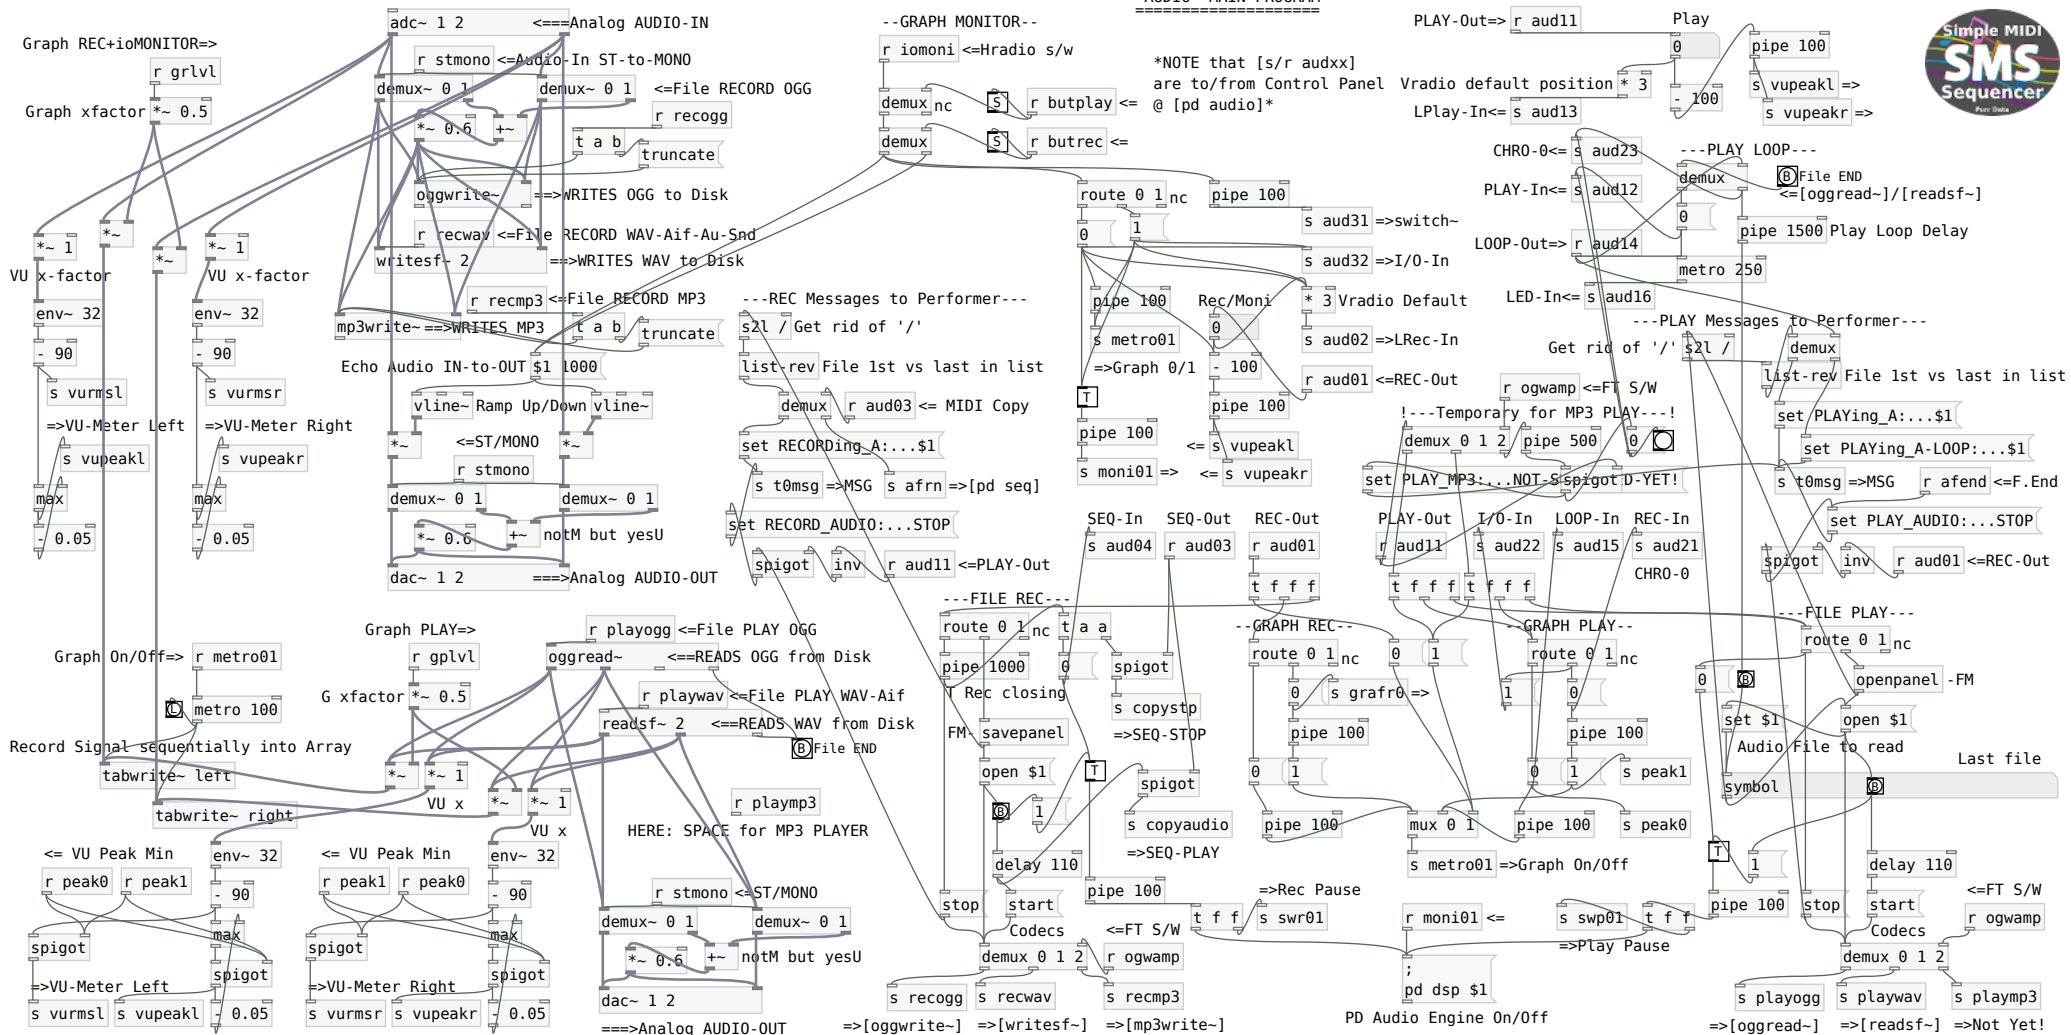 AUDIO MAIN PROGRAM
====================
Graph REC+ioMONITOR=>
r grlvl
Graph xfactor
*~ 0.5
adc~ 1 2
<===Analog AUDIO-IN
r stmono
<=Audio-In ST-to-MONO
demux~ 0 1
demux~ 0 1
<=File RECORD OGG
r recogg
*~ 0.6
+~
t a b
truncate
oggwrite~
==>WRITES OGG to Disk
r recwav
<=File RECORD WAV-Aif-Au-Snd
writesf~ 2
==>WRITES WAV to Disk
r recmp3
<=File RECORD MP3
mp3write~
==>WRITES MP3
t a b
truncate
*~ 1
*~
*~
*~ 1
VU x-factor
VU x-factor
env~ 32
env~ 32
- 90
- 90
s vurmsl
s vurmsr
=>VU-Meter Left
=>VU-Meter Right
s vupeakl
s vupeakr
max
max
- 0.05
- 0.05
Echo Audio IN-to-OUT
$1 1000
vline~
Ramp Up/Down
vline~
*~
<=ST/MONO
*~
r stmono
demux~ 0 1
demux~ 0 1
*~ 0.6
+~
notM but yesU
dac~ 1 2
===>Analog AUDIO-OUT
--GRAPH MONITOR--
r iomoni
<=Hradio s/w
demux
nc
S
r butplay
<=
demux
S
r butrec
<=
*NOTE that [s/r audxx]
are to/from Control Panel
@ [pd audio]*
route 0 1
nc
pipe 100
0
1
s aud31
=>switch~
s aud32
=>I/O-In
pipe 100
Rec/Moni
* 3
Vradio Default
s metro01
0
s aud02
=>LRec-In
=>Graph 0/1
- 100
r aud01
<=REC-Out
T
pipe 100
pipe 100
<=
s vupeakl
s moni01
=>
<=
s vupeakr
---REC Messages to Performer---
s2l /
Get rid of '/'
list-rev
File 1st vs last in list
demux
r aud03
<= MIDI Copy
set RECORDing_A:...$1
s t0msg
=>MSG
s afrn
=>[pd seq]
set RECORD_AUDIO:...STOP
spigot
inv
r aud11
<=PLAY-Out
PLAY-Out=>
r aud11
Play
0
pipe 100
Vradio default position
* 3
- 100
s vupeakl
=>
LPlay-In<=
s aud13
s vupeakr
=>
Simple MIDI
SMS
Sequencer
Pure Data
CHRO-0<=
s aud23
---PLAY LOOP---
demux
B
File END
<=[oggread~]/[readsf~]
PLAY-In<=
s aud12
0
pipe 1500
Play Loop Delay
LOOP-Out=>
r aud14
metro 250
LED-In<=
s aud16
---PLAY Messages to Performer---
Get rid of '/'
s2l /
demux
list-rev
File 1st vs last in list
r ogwamp
<=FT S/W
!---Temporary for MP3 PLAY---!
demux 0 1 2
pipe 500
0
set PLAYing_A:...$1
set PLAYing_A-LOOP:...$1
spigot
s t0msg
=>MSG
r afend
<=F.End
set PLAY_AUDIO:...STOP
spigot
inv
r aud01
<=REC-Out
SEQ-In
SEQ-Out
REC-Out
PLAY-Out
I/O-In
LOOP-In
REC-In
s aud04
r aud03
r aud01
r aud11
s aud22
s aud15
s aud21
CHRO-0
t f f f
t f f f
t f f f
---FILE REC---
route 0 1
nc
t a a
pipe 1000
0
spigot
T Rec closing
s copystp
FM-
savepanel
=>SEQ-STOP
open $1
T
spigot
B
1
s copyaudio
=>SEQ-PLAY
delay 110
pipe 100
stop
start
Codecs
<=FT S/W
demux 0 1 2
r ogwamp
s recogg
s recwav
s recmp3
=>[oggwrite~]
=>[writesf~]
=>[mp3write~]
--GRAPH REC--
route 0 1
nc
0
1
0
s grafr0
=>
pipe 100
0
1
pipe 100
mux 0 1
s metro01
=>Graph On/Off
--GRAPH PLAY--
route 0 1
nc
1
0
pipe 100
0
1
s peak1
pipe 100
s peak0
=>Rec Pause
t f f
s swr01
r moni01
<=
s swp01
t f f
=>Play Pause
;
pd dsp $1
PD Audio Engine On/Off
---FILE PLAY---
route 0 1
nc
0
B
openpanel
-FM
set $1
open $1
Audio File to read
Last file
symbol
B
T
1
delay 110
pipe 100
stop
start
<=FT S/W
r ogwamp
Codecs
demux 0 1 2
s playogg
s playwav
s playmp3
=>[oggread~]
=>[readsf~]
=>Not Yet!
Graph On/Off=>
r metro01
L
metro 100
Record Signal sequentially into Array
tabwrite~ left
tabwrite~ right
Graph PLAY=>
r gplvl
G xfactor
*~ 0.5
r playogg
<=File PLAY OGG
oggread~
<==READS OGG from Disk
r playwav
<=File PLAY WAV-Aif
readsf~ 2
<==READS WAV from Disk
B
File END
*~
*~ 1
VU x
*~
*~ 1
VU x
r playmp3
HERE: SPACE for MP3 PLAYER
<= VU Peak Min
env~ 32
<= VU Peak Min
env~ 32
r peak0
r peak1
- 90
r peak1
r peak0
- 90
spigot
max
spigot
max
spigot
spigot
=>VU-Meter Left
=>VU-Meter Right
s vurmsl
s vupeakl
- 0.05
s vurmsr
s vupeakr
- 0.05
r stmono
<=ST/MONO
demux~ 0 1
demux~ 0 1
*~ 0.6
+~
notM but yesU
dac~ 1 2
===>Analog AUDIO-OUT